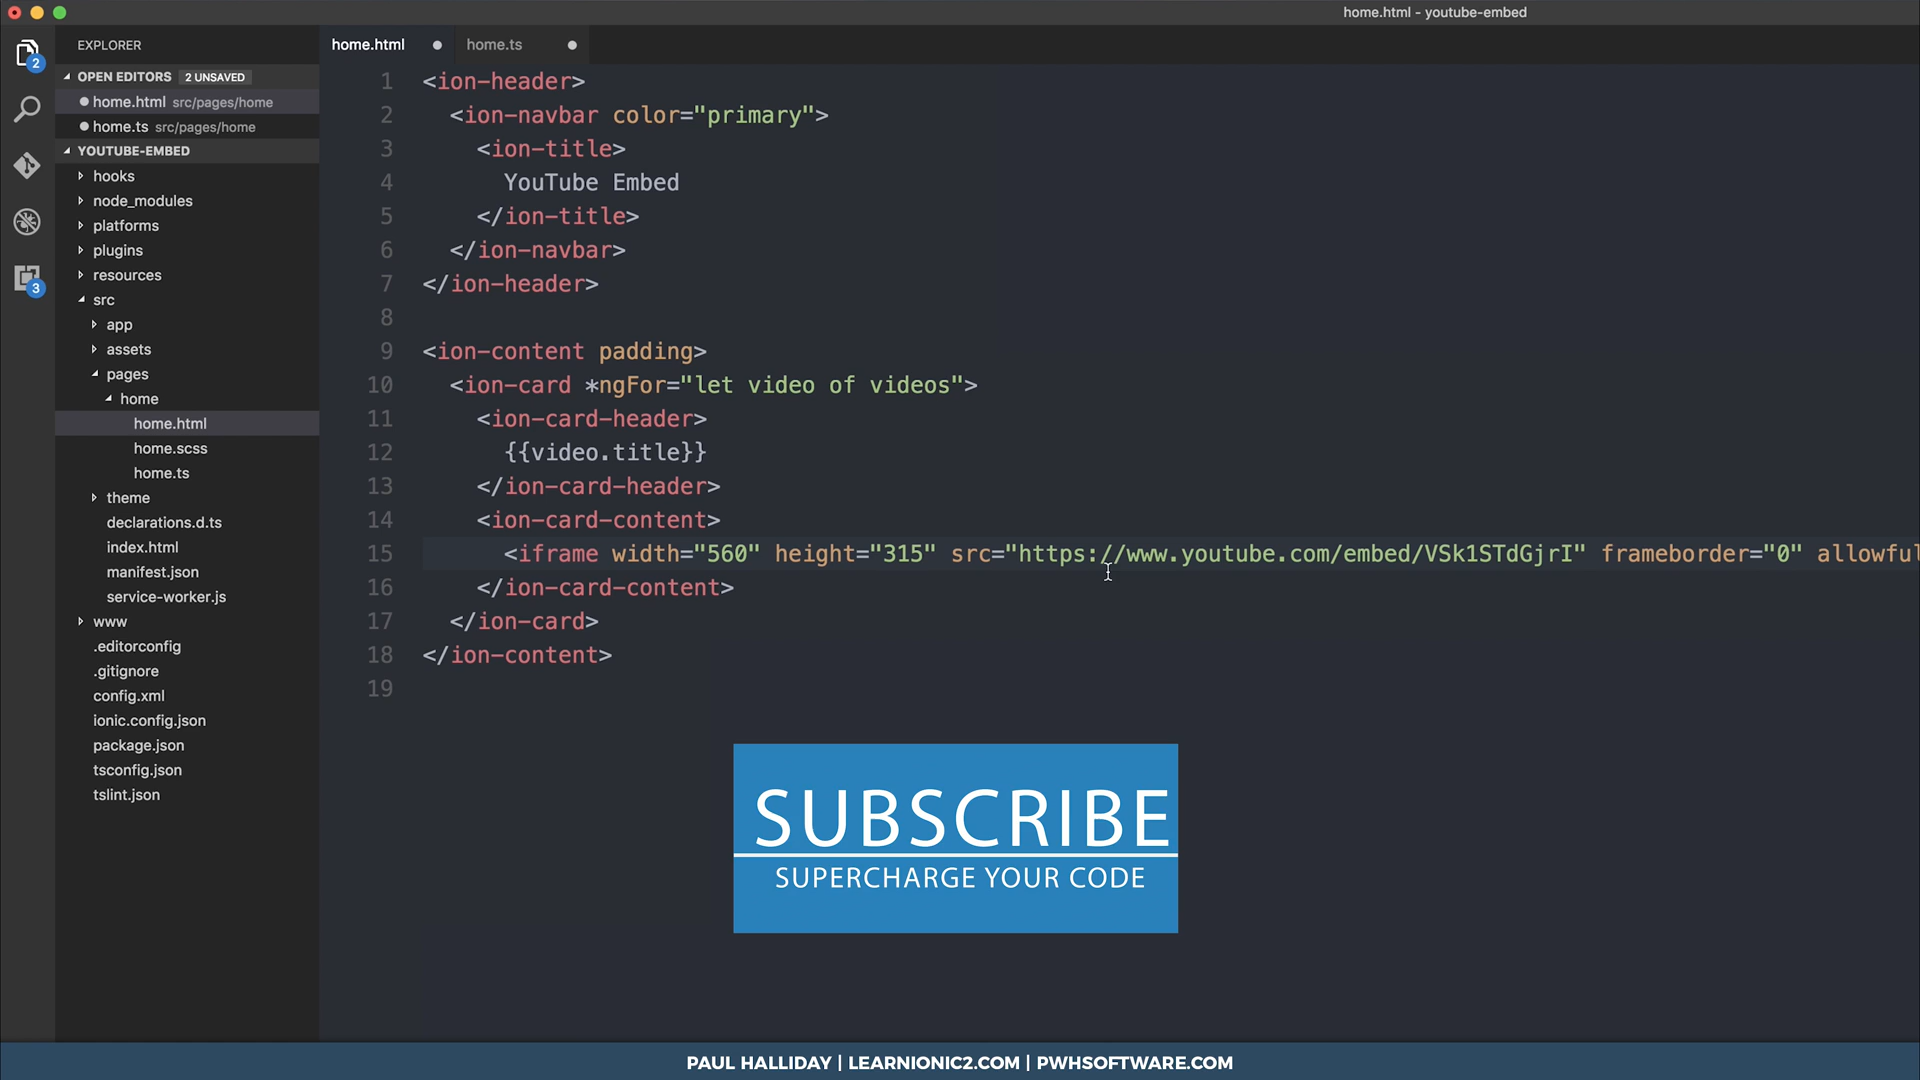 home.html - youtube-embed
EXPLORER
OPEN EDITORS 2 UNSAVED
home.html src/pages/home
home.ts src/pages/home
YOUTUBE-EMBED
hooks
node_modules
platforms
plugins
resources
src
app
assets
pages
home
home.html
home.scss
home.ts
theme
declarations.d.ts
index.html
manifest.json
service-worker.js
www
.editorconfig
.gitignore
config.xml
ionic.config.json
package.json
tsconfig.json
tslint.json
2
3
home.html home.ts
1 <ion-header>
2 <ion-navbar color="primary">
3 <ion-title>
4 YouTube Embed
5 </ion-title>
6 </ion-navbar>
7 </ion-header>
8
9 <ion-content padding>
10 <ion-card *ngFor="let video of videos">
11 <ion-card-header>
12 {{video.title}}
13 </ion-card-header>
14 <ion-card-content>
15 <iframe width="560" height="315" src="https://www.youtube.com/embed/VSk1STdGjrI" frameborder="0" allowful
16 </ion-card-content>
17 </ion-card>
18 </ion-content>
19
SUBSCRIBE
SUPERCHARGE YOUR CODE
PAUL HALLIDAY | LEARNIONIC2.COM | PWHSOFTWARE.COM